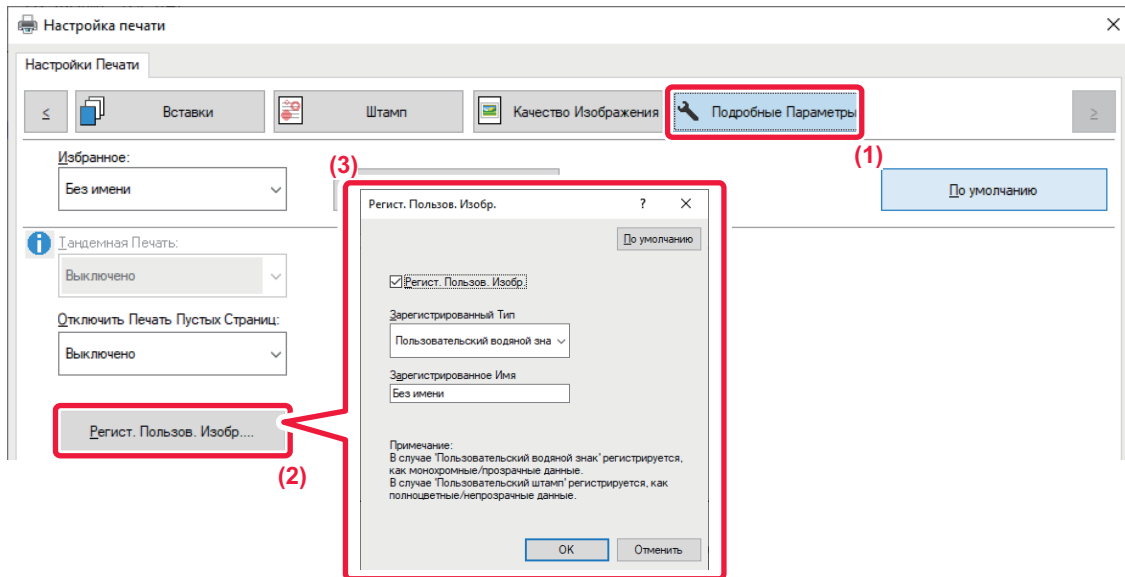 Настройка печати
Настройки Печати
≤ Вставки Штамп Качество Изображения Подробные Параметры ≥
(1)
Избранное:
Без имени
(3)
По умолчанию
Тандемная Печать:
Выключено
Отключить Печать Пустых Страниц:
Выключено
Регист. Пользов. Изобр....
(2)
Регист. Пользов. Изобр. ?
По умолчанию
Регист. Пользов. Изобр.
Зарегистрированный Тип
Пользовательский водяной зна
Зарегистрированное Имя
Без имени
Примечание:
В случае 'Пользовательский водяной знак' регистрируется,
как монохромные/прозрачные данные.
В случае 'Пользовательский штамп' регистрируется, как
полноцветные/непрозрачные данные.
OK Отменить